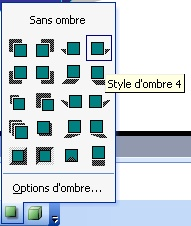 Sans ombre
Style d'ombre 4
Options d'ombre...